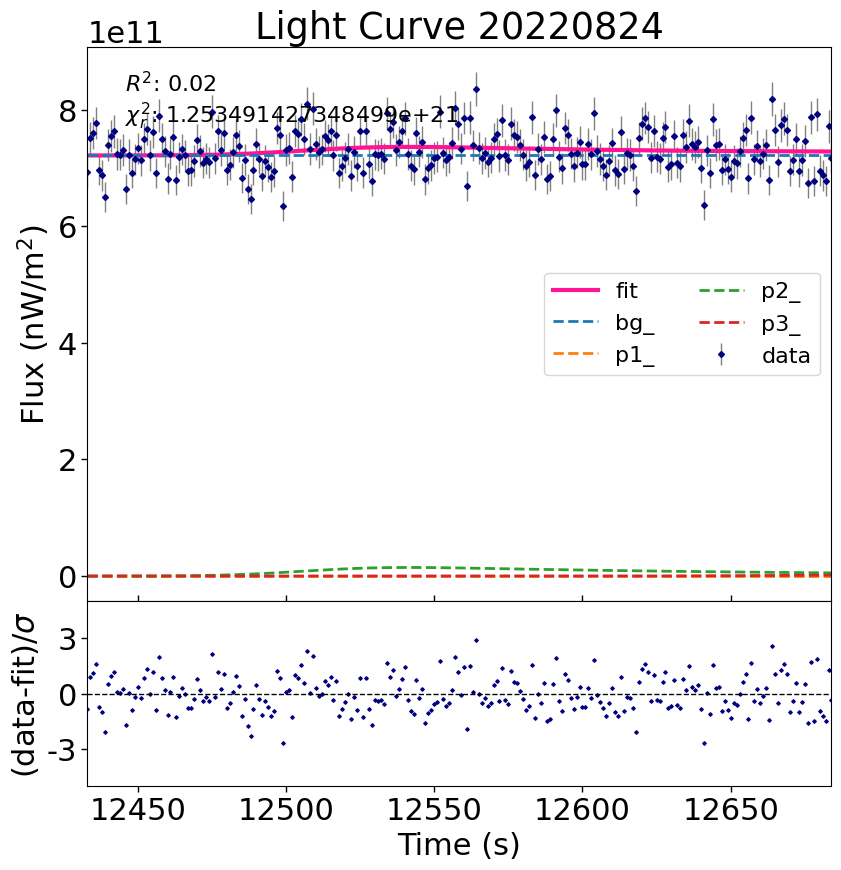 Light Curve 20220824
1e11
R²: 0.02
χ²ᵣ: 1.253491427348499e+21
8
6
4
2
0
Flux (nW/m²)
fit
bg_
p1_
p2_
p3_
data
3
0
-3
(data-fit)/σ
12450 12500 12550 12600 12650
Time (s)